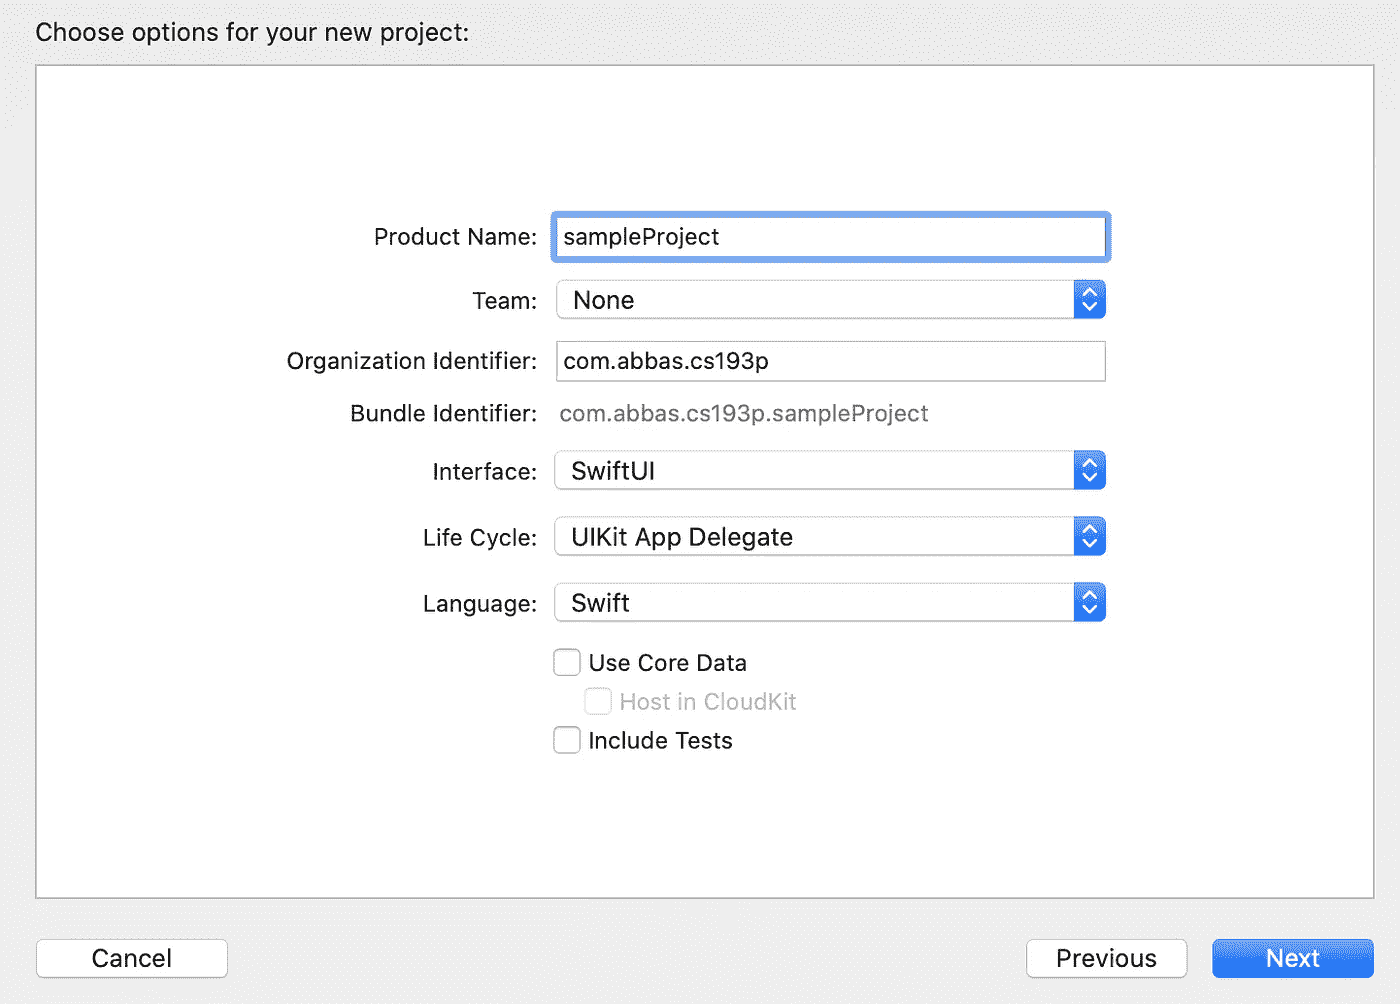 Choose options for your new project:
Product Name: sampleProject
Team: None
Organization Identifier: com.abbas.cs193p
Bundle Identifier: com.abbas.cs193p.sampleProject
Interface: SwiftUI
Life Cycle: UIKit App Delegate
Language: Swift
Use Core Data
Host in CloudKit
Include Tests
Cancel Previous Next